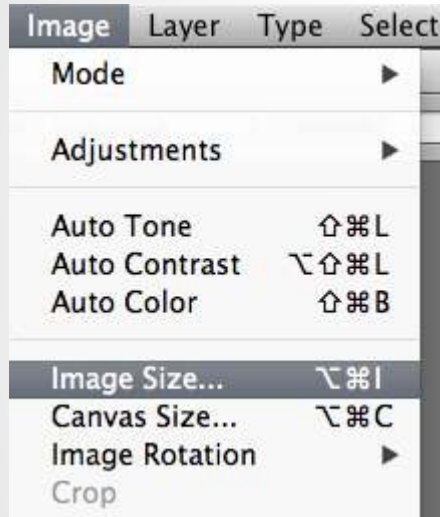 Image Layer Type Select
Mode ▶
Adjustments ▶
Auto Tone ⇧⌘L
Auto Contrast ⌥⇧⌘L
Auto Color ⇧⌘B
Image Size... ⌥⌘I
Canvas Size... ⌥⌘C
Image Rotation ▶
Crop